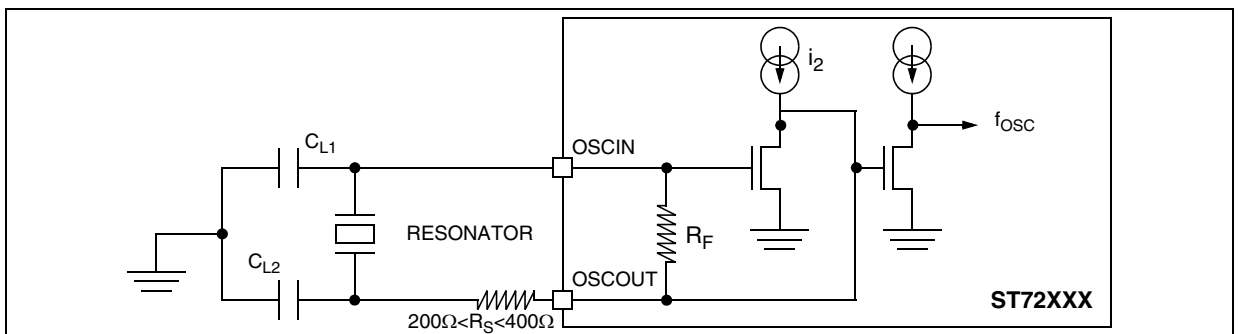 i2
fOSC
CL1
OSCIN
RESONATOR
RF
CL2
OSCOUT
200Ω<RS<400Ω
ST72XXX